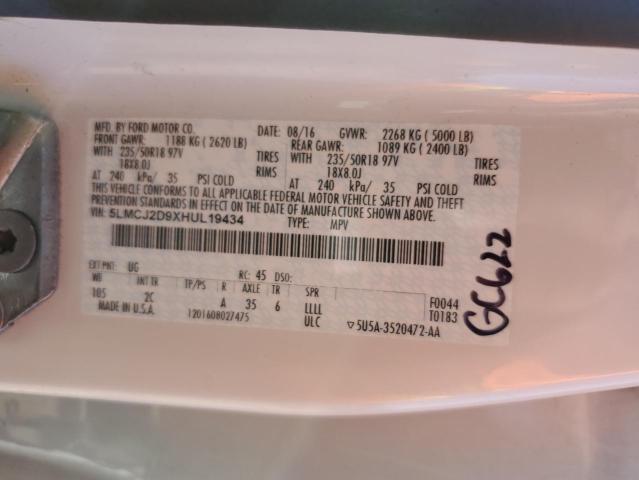 MFD. BY FORD MOTOR CO. DATE: 08/16 GVWR: 2268 KG ( 5000 LB)
FRONT GAWR: 1188 KG ( 2620 LB) REAR GAWR: 1089 KG ( 2400 LB)
WITH 235/50R18 97V TIRES WITH 235/50R18 97V TIRES
18X8.0J RIMS 18X8.0J RIMS
AT 240 kPa/ 35 PSI COLD AT 240 kPa/ 35 PSI COLD
THIS VEHICLE CONFORMS TO ALL APPLICABLE FEDERAL MOTOR VEHICLE SAFETY AND THEFT PREVENTION
STANDARDS IN EFFECT ON THE DATE OF MANUFACTURE SHOWN ABOVE.
VIN: 5LMCJ2D9XHUL19434 TYPE: MPV
EXT PNT: UG RC: 45 DSO:
WB INT TR TP/PS R AXLE TR SPR
105 2C A 35 6 LLLL F0044
MADE IN U.S.A. 1201608027475 ULC ▽5U5A-3520472-AA T0183
GC622